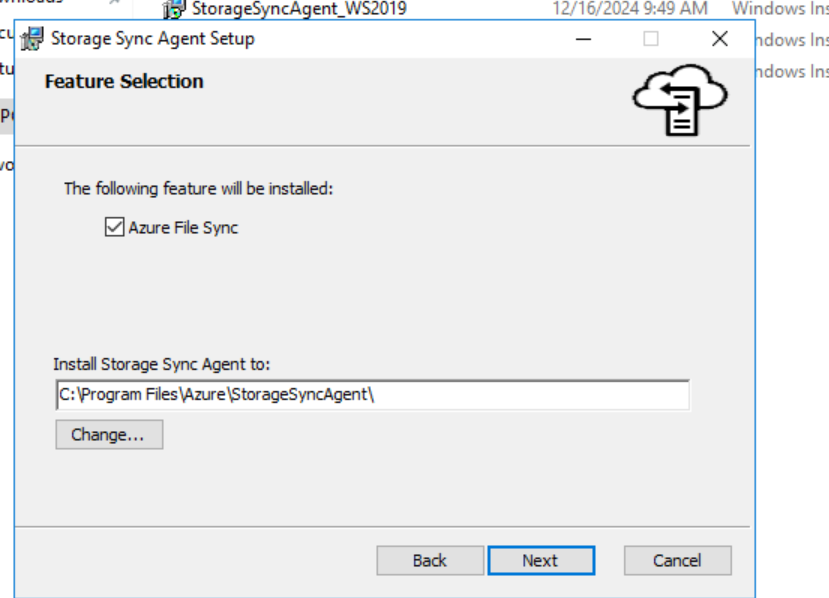 StorageSyncAgent_WS2019 12/16/2024 9:49 AM Windows Ins
Storage Sync Agent Setup
ndows Ins
Feature Selection
ndows Ins
The following feature will be installed:
Azure File Sync
Install Storage Sync Agent to:
C:\Program Files\Azure\StorageSyncAgent\
Change...
Back Next Cancel